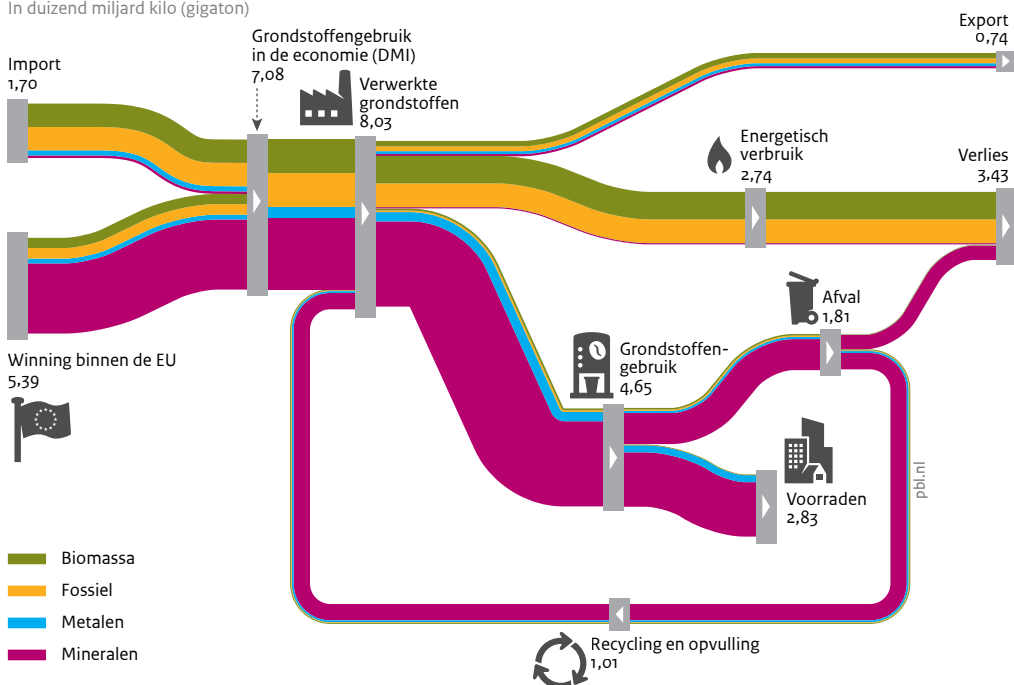 In duizend miljard kilo (gigaton)
Import
1,70
Grondstoffengebruik
in de economie (DMI)
7,08
Verwerkte
grondstoffen
8,03
Export
0,74
Energetisch
verbruik
2,74
Verlies
3,43
Winning binnen de EU
5,39
Grondstoffen-
gebruik
4,65
Afval
1,81
Voorraden
2,83
pbl.nl
Biomassa
Fossiel
Metalen
Mineralen
Recycling en opvulling
1,01